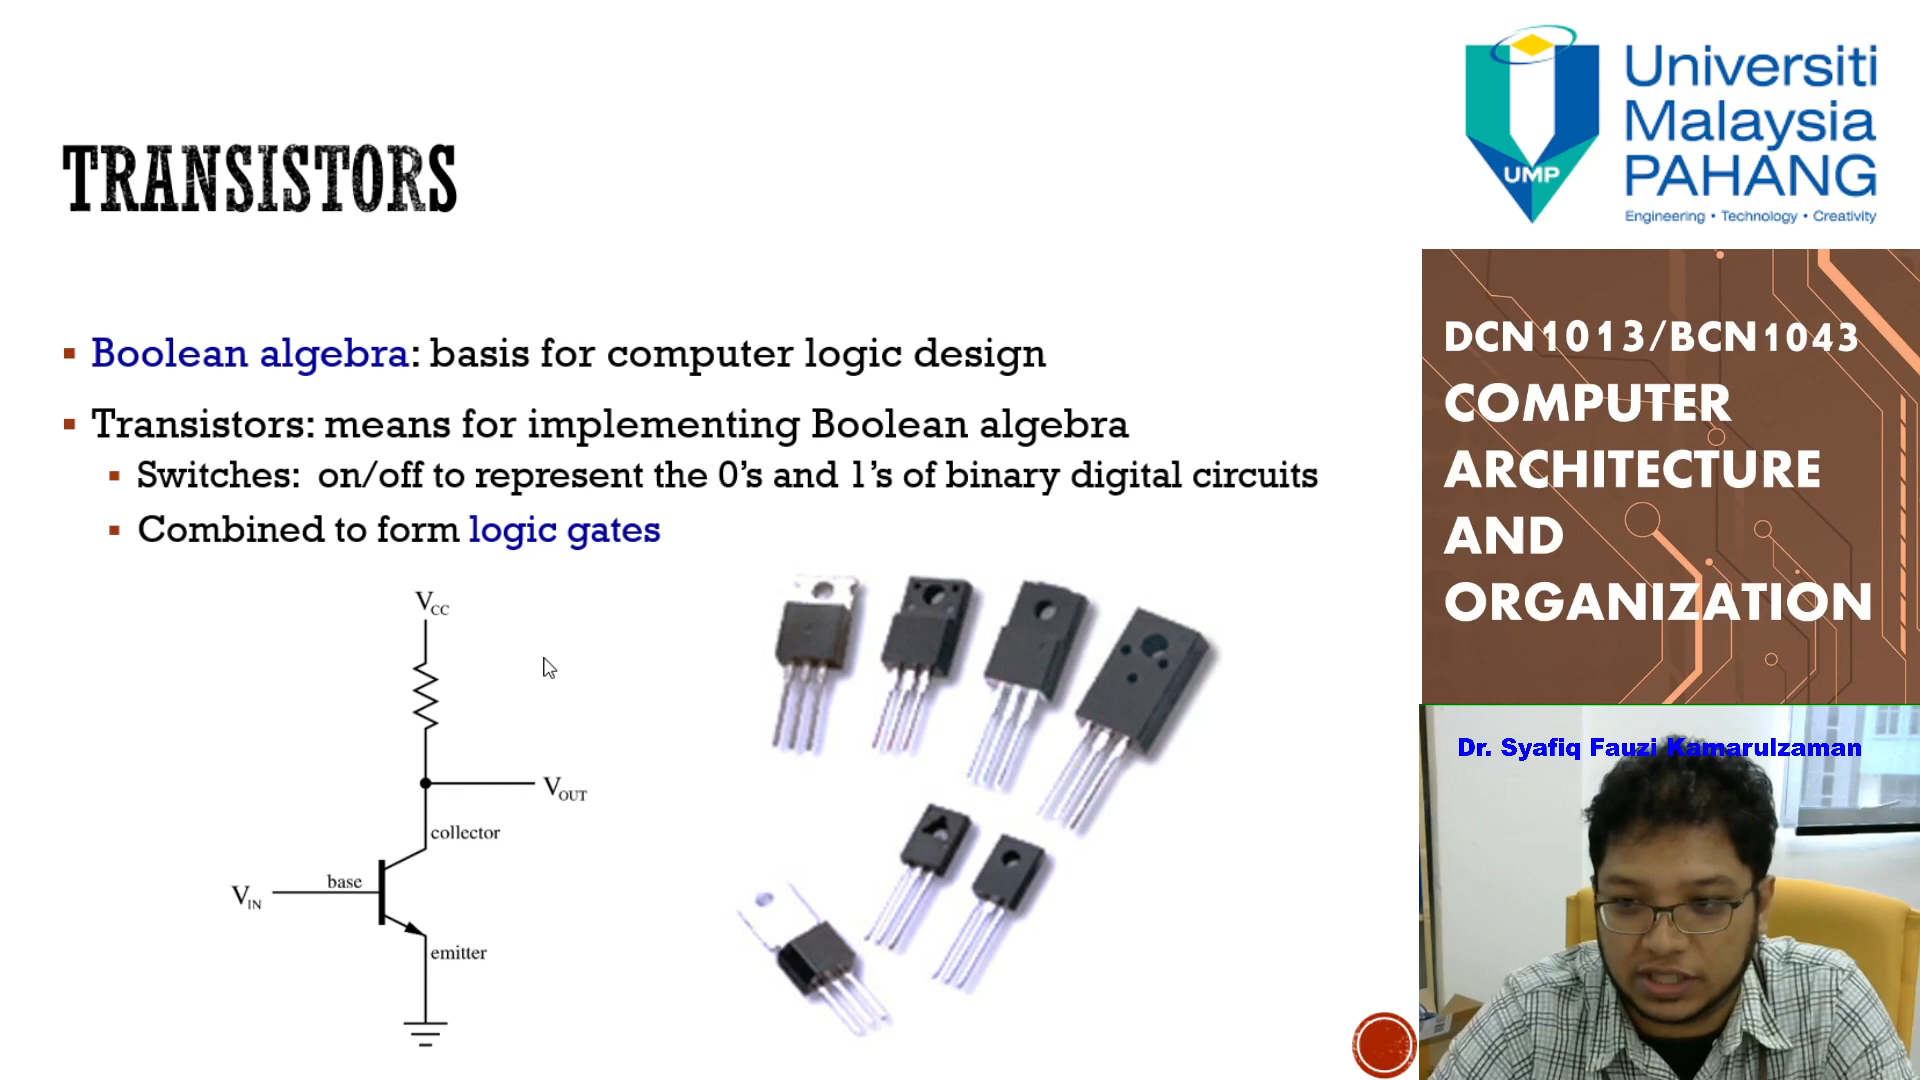 TRANSISTORS
Boolean algebra: basis for computer logic design
Transistors: means for implementing Boolean algebra
Switches: on/off to represent the 0's and 1's of binary digital circuits
Combined to form logic gates
VCC
VOUT
collector
base
VIN
emitter
UMP
Universiti
Malaysia
PAHANG
Engineering • Technology • Creativity
DCN1013/BCN1043
COMPUTER
ARCHITECTURE
AND
ORGANIZATION
Dr. Syafiq Fauzi Kamarulzaman